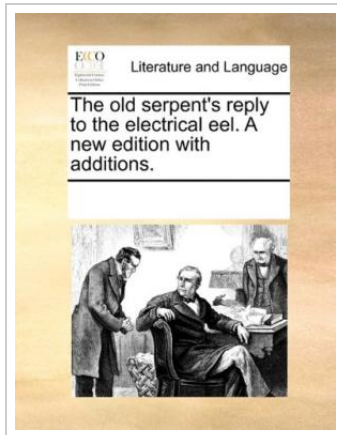 ECCO
Literature and Language
The old serpent's reply
to the electrical eel. A
new edition with
additions.